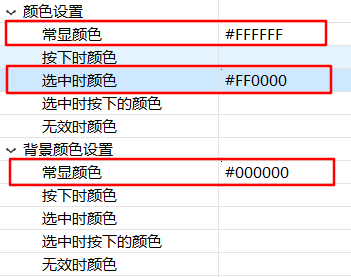 颜色设置
常显颜色 #FFFFFF
按下时颜色
选中时颜色 #FF0000
选中时按下的颜色
无效时颜色
背景颜色设置
常显颜色 #000000
按下时颜色
选中时颜色
选中时按下的颜色
无效时颜色